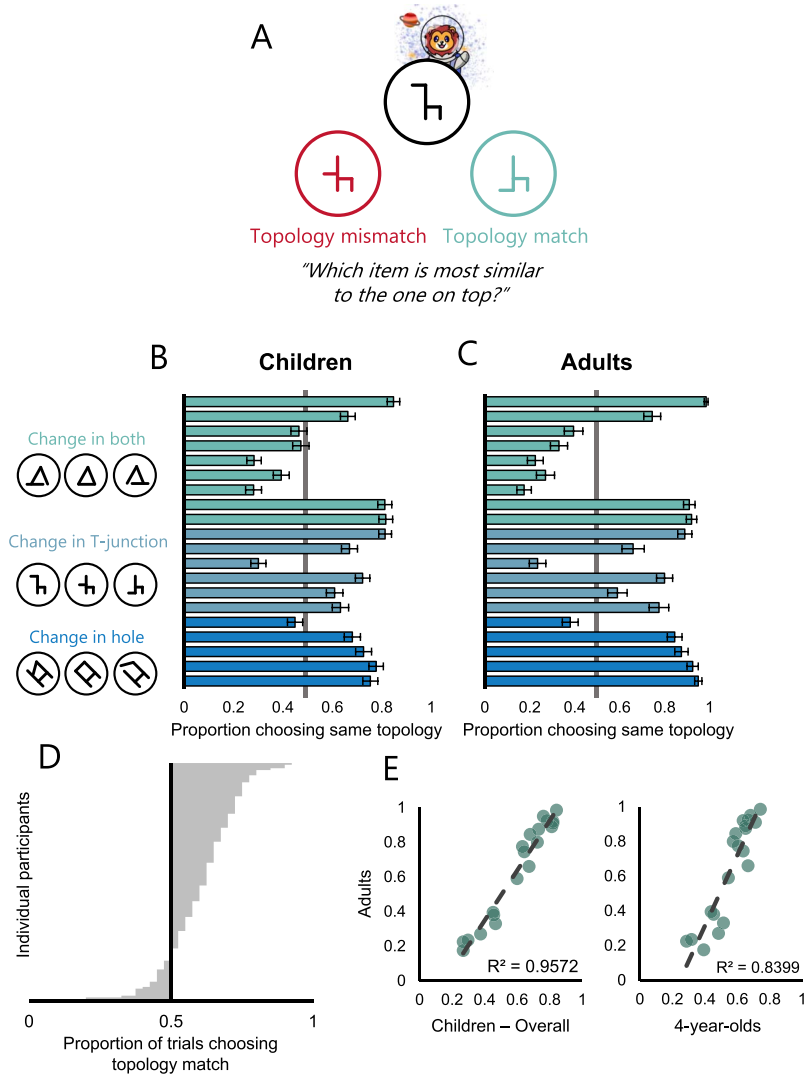 A
Topology mismatch
Topology match
“Which item is most similar
to the one on top?”
B
Children
C
Adults
Change in both
Change in T-junction
Change in hole
0 0.2 0.4 0.6 0.8 1
Proportion choosing same topology
0 0.2 0.4 0.6 0.8 1
Proportion choosing same topology
D
Individual participants
0 0.5 1
Proportion of trials choosing
topology match
E
Adults
1
0.8
0.6
0.4
0.2
0
R² = 0.9572
0 0.2 0.4 0.6 0.8 1
Children – Overall
1
0.8
0.6
0.4
0.2
0
R² = 0.8399
0 0.2 0.4 0.6 0.8 1
4-year-olds